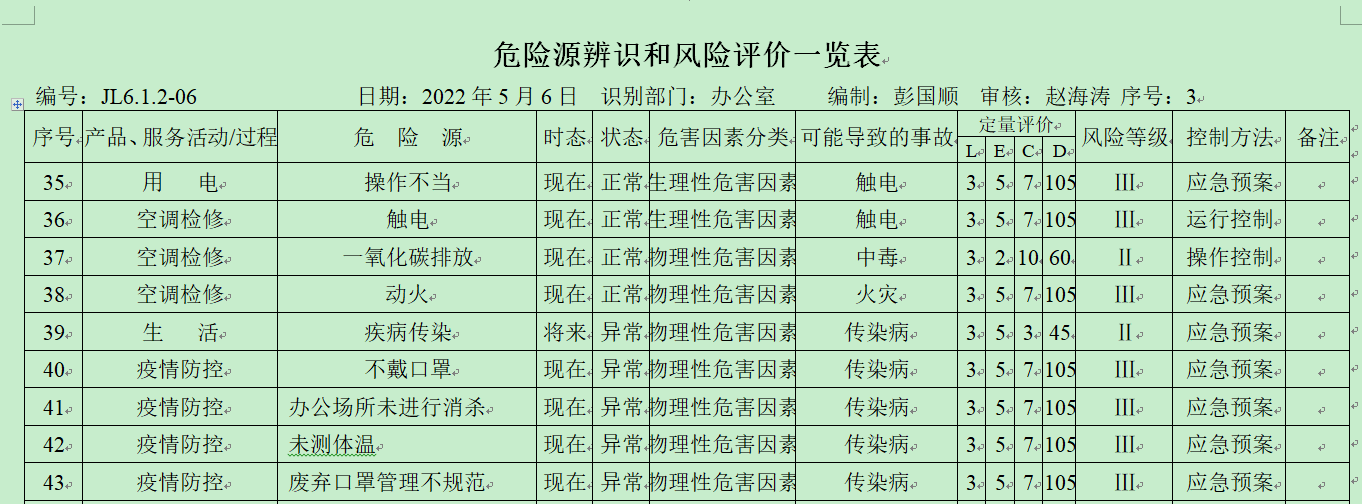 危险源辨识和风险评价一览表
编号：JL6.1.2-06 日期：2022 年 5 月 6 日 识别部门：办公室 编制：彭国顺 审核：赵海涛 序号：3
序号 产品、服务活动/过程 危 险 源 时态 状态 危害因素分类 可能导致的事故 定量评价 风险等级 控制方法 备注
L E C D
35 用 电 操作不当 现在 正常 生理性危害因素 触电 3 5 7 105 III 应急预案
36 空调检修 触电 现在 正常 生理性危害因素 触电 3 5 7 105 III 运行控制
37 空调检修 一氧化碳排放 现在 正常 物理性危害因素 中毒 3 2 10 60 II 操作控制
38 空调检修 动火 现在 正常 物理性危害因素 火灾 3 5 7 105 III 应急预案
39 生 活 疾病传染 将来 异常 物理性危害因素 传染病 3 5 3 45 II 应急预案
40 疫情防控 不戴口罩 现在 异常 物理性危害因素 传染病 3 5 7 105 III 应急预案
41 疫情防控 办公场所未进行消杀 现在 异常 物理性危害因素 传染病 3 5 7 105 III 应急预案
42 疫情防控 未测体温 现在 异常 物理性危害因素 传染病 3 5 7 105 III 应急预案
43 疫情防控 废弃口罩管理不规范 现在 异常 物理性危害因素 传染病 3 5 7 105 III 应急预案